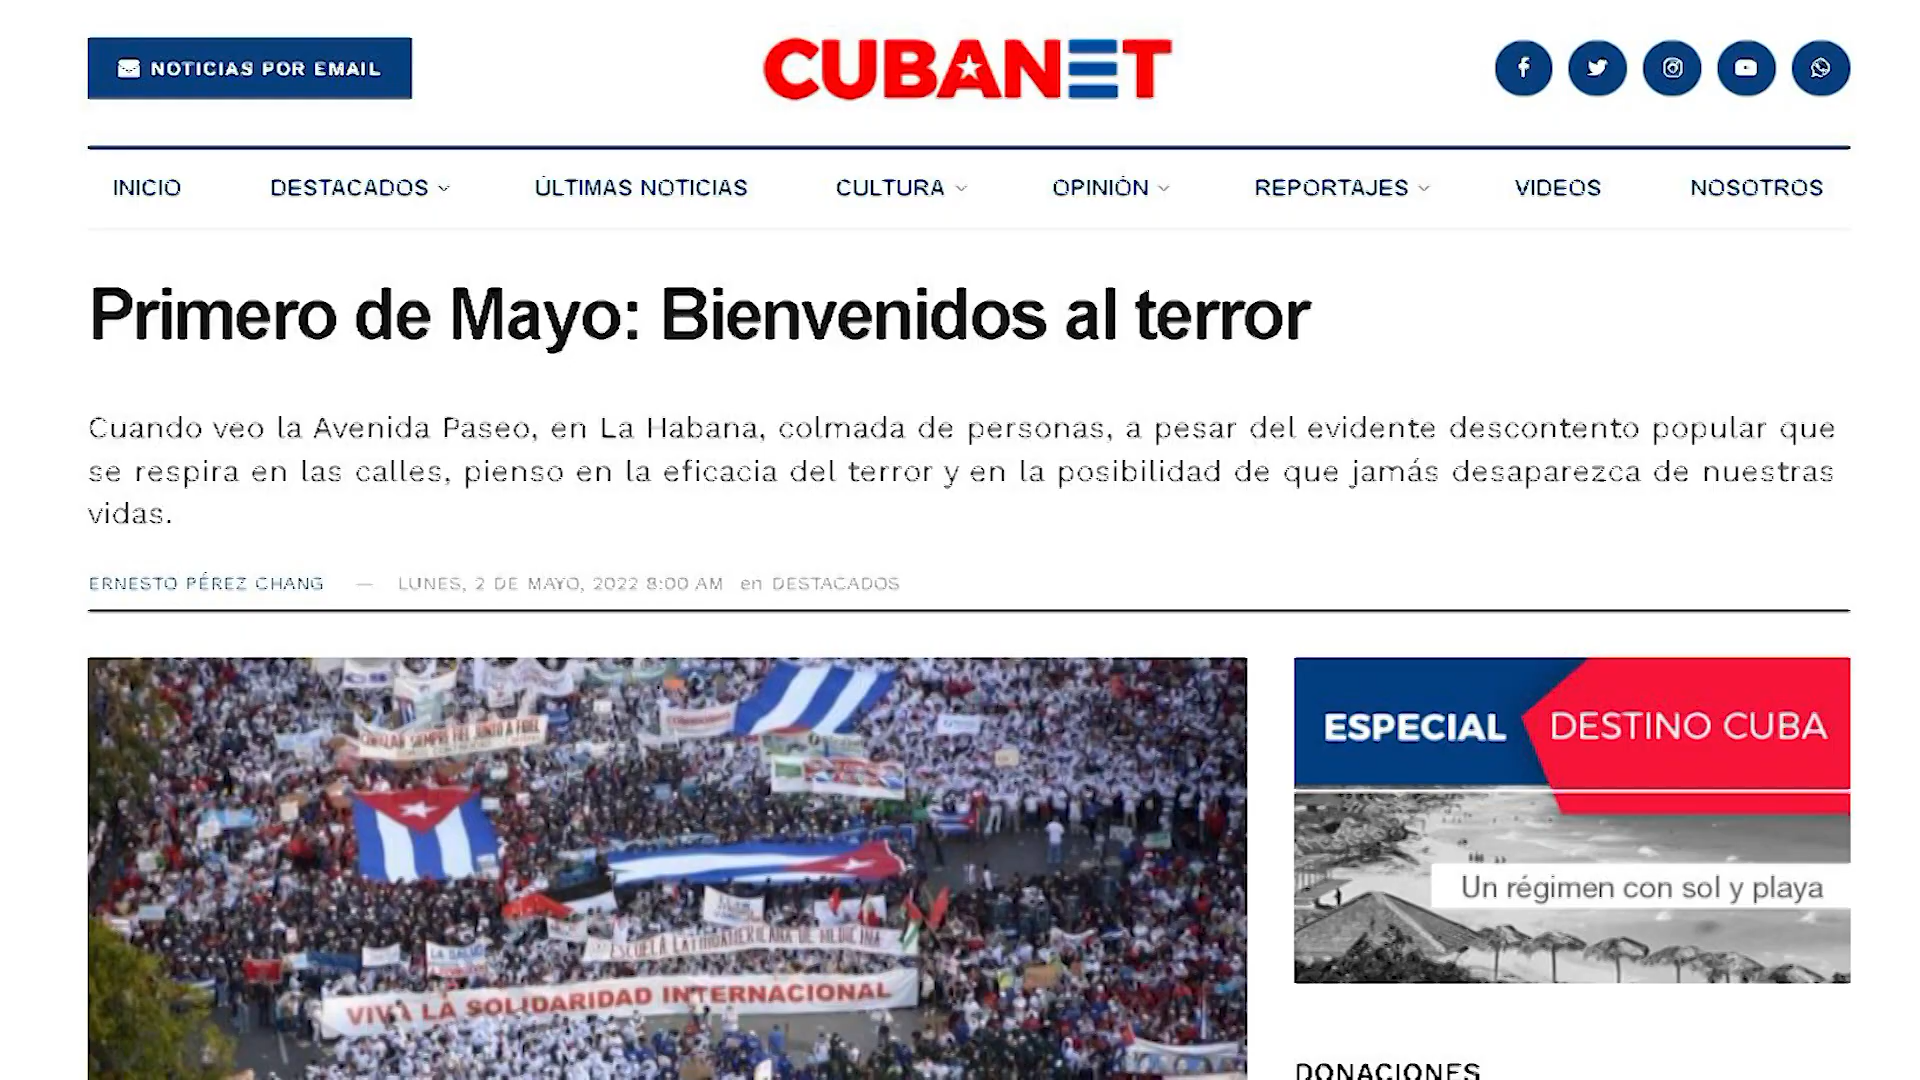 NOTICIAS POR EMAIL
CUBANET
INICIO
DESTACADOS
ÚLTIMAS NOTICIAS
CULTURA
OPINIÓN
REPORTAJES
VIDEOS
NOSOTROS
Primero de Mayo: Bienvenidos al terror
Cuando veo la Avenida Paseo, en La Habana, colmada de personas, a pesar del evidente descontento popular que
se respira en las calles, pienso en la eficacia del terror y en la posibilidad de que jamás desaparezca de nuestras
vidas.
ERNESTO PÉREZ CHANG — LUNES, 2 DE MAYO, 2022 8:00 AM en DESTACADOS
SIEMPRE FIEL JUNTO A FIDEL
ESCUELA LATINOAMERICANA DE MEDICINA
VIVA LA SOLIDARIDAD INTERNACIONAL
ESPECIAL
DESTINO CUBA
Un régimen con sol y playa
DONACIONES